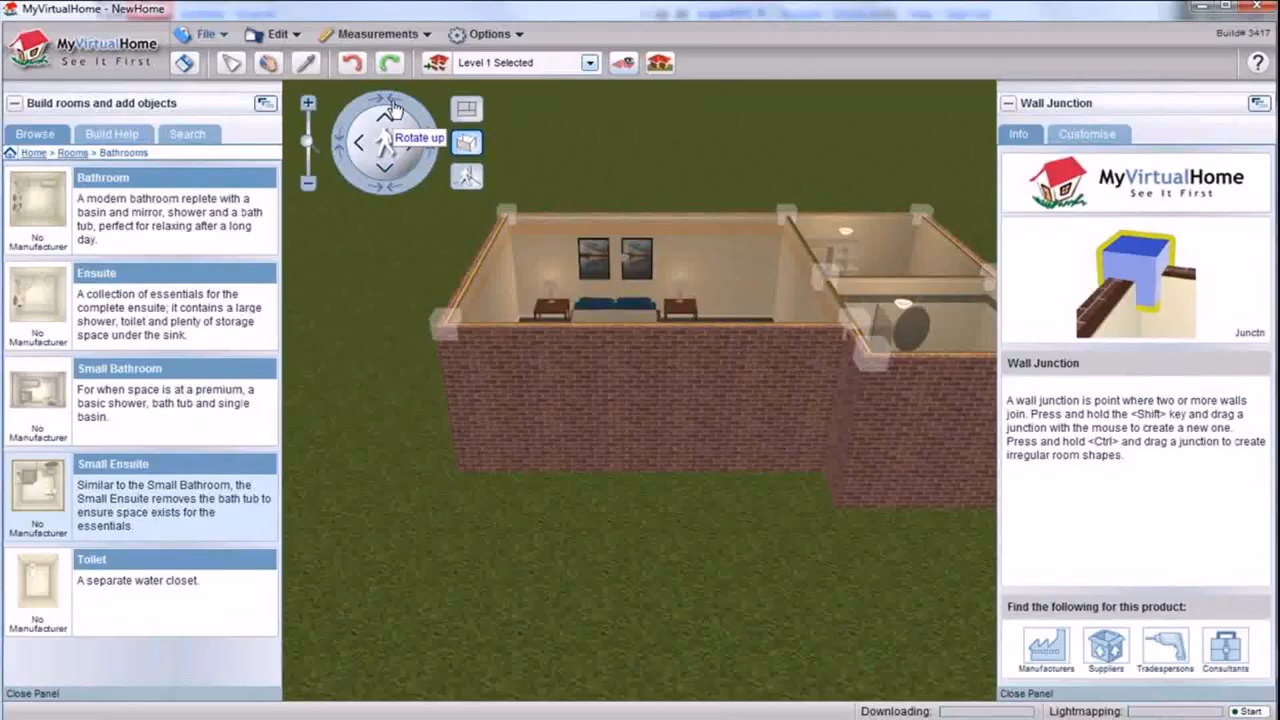 MyVirtualHome - NewHome
MyVirtualHome
See It First
File
Edit
Measurements
Options
Build# 3417
Level 1 Selected
?
Build rooms and add objects
Browse
Build Help
Search
Home > Rooms > Bathrooms
Bathroom
A modern bathroom replete with a
basin and mirror, shower and a bath
tub, perfect for relaxing after a long
day.
No
Manufacturer
Ensuite
A collection of essentials for the
complete ensuite; it contains a large
shower, toilet and plenty of storage
space under the sink.
No
Manufacturer
Small Bathroom
For when space is at a premium, a
basic shower, bath tub and single
basin.
No
Manufacturer
Small Ensuite
Similar to the Small Bathroom, the
Small Ensuite removes the bath tub to
ensure space exists for the
essentials.
No
Manufacturer
Toilet
A separate water closet.
No
Manufacturer
Close Panel
Rotate up
Wall Junction
Info
Customise
MyVirtualHome
See It First
Junctn
Wall Junction
A wall junction is point where two or more walls
join. Press and hold the <Shift> key and drag a
junction with the mouse to create a new one.
Press and hold <Ctrl> and drag a junction to create
irregular room shapes.
Find the following for this product:
Manufacturers
Suppliers
Tradespersons
Consultants
Close Panel
Downloading:
Lightmapping:
Start